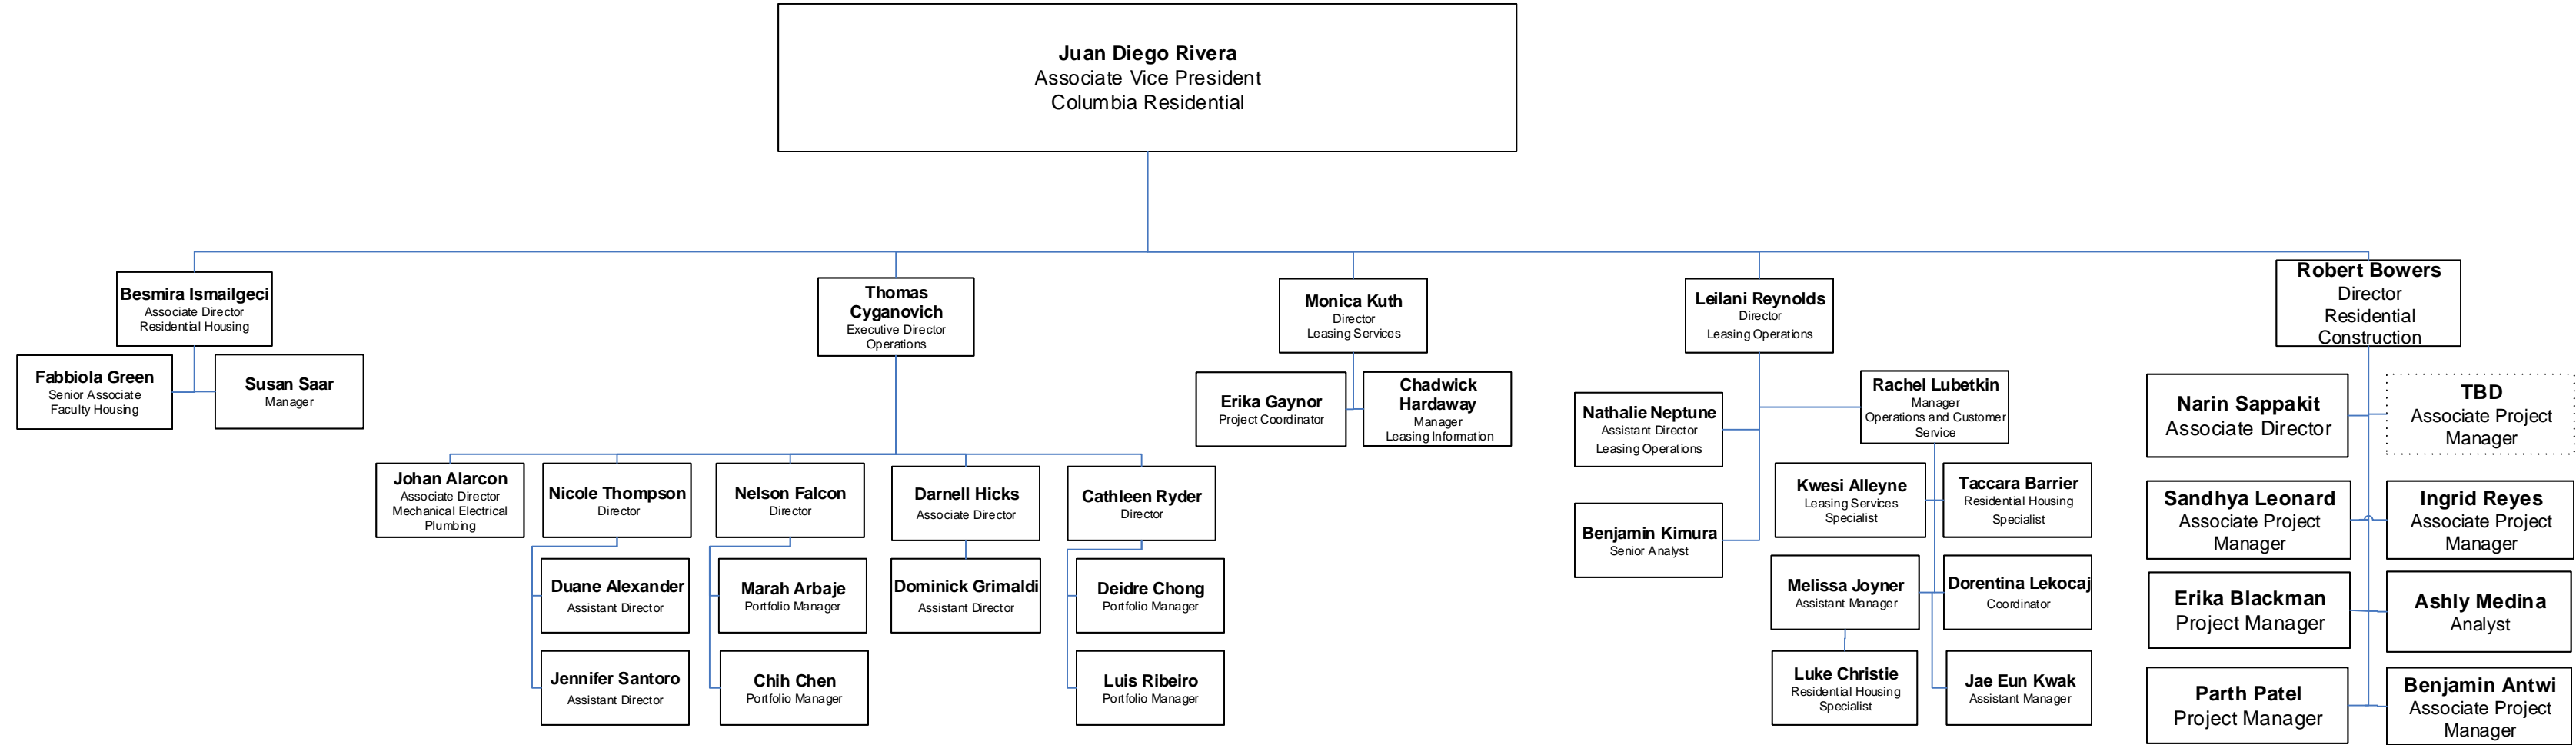 Juan Diego Rivera
Associate Vice President
Columbia Residential
Besmira Ismailgeci
Associate Director
Residential Housing
Fabbiola Green
Senior Associate
Faculty Housing
Susan Saar
Manager
Thomas
Cyganovich
Executive Director
Operations
Johan Alarcon
Associate Director
Mechanical Electrical
Plumbing
Nicole Thompson
Director
Duane Alexander
Assistant Director
Jennifer Santoro
Assistant Director
Nelson Falcon
Director
Marah Arbaje
Portfolio Manager
Chih Chen
Portfolio Manager
Darnell Hicks
Associate Director
Dominick Grimaldi
Assistant Director
Cathleen Ryder
Director
Deidre Chong
Portfolio Manager
Luis Ribeiro
Portfolio Manager
Monica Kuth
Director
Leasing Services
Erika Gaynor
Project Coordinator
Chadwick
Hardaway
Manager
Leasing Information
Leilani Reynolds
Director
Leasing Operations
Nathalie Neptune
Assistant Director
Leasing Operations
Benjamin Kimura
Senior Analyst
Rachel Lubetkin
Manager
Operations and Customer
Service
Kwesi Alleyne
Leasing Services
Specialist
Taccara Barrier
Residential Housing
Specialist
Melissa Joyner
Assistant Manager
Dorentina Lekocaj
Coordinator
Luke Christie
Residential Housing
Specialist
Jae Eun Kwak
Assistant Manager
Robert Bowers
Director
Residential
Construction
Narin Sappakit
Associate Director
TBD
Associate Project
Manager
Sandhya Leonard
Associate Project
Manager
Ingrid Reyes
Associate Project
Manager
Erika Blackman
Project Manager
Ashly Medina
Analyst
Parth Patel
Project Manager
Benjamin Antwi
Associate Project
Manager